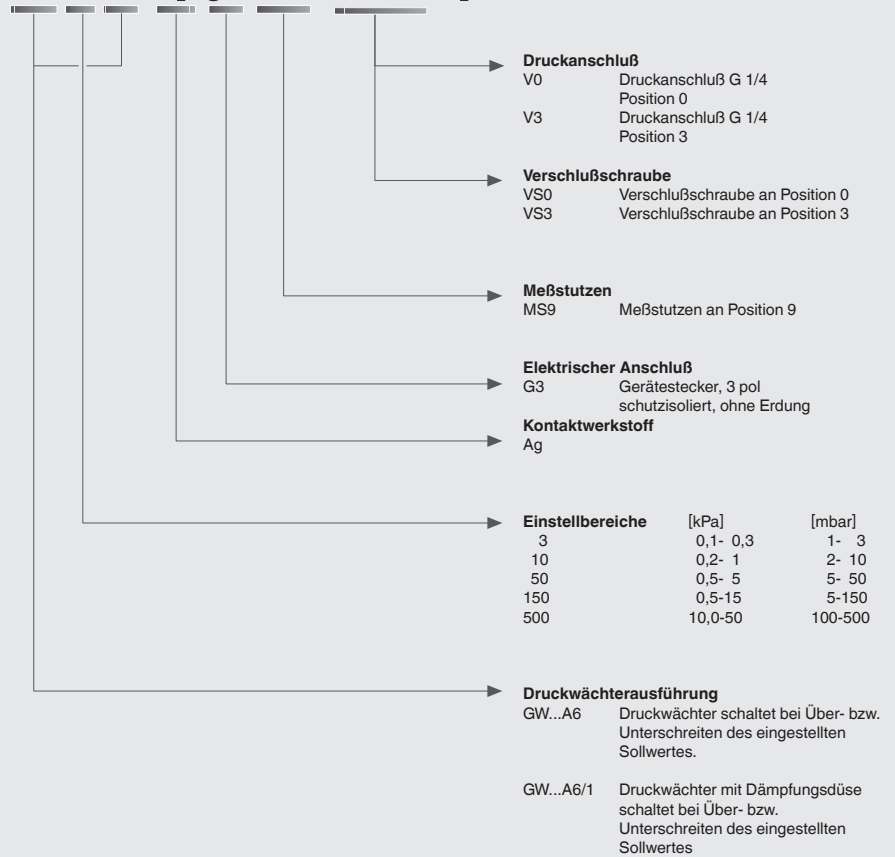 Druckanschluß
V0 Druckanschluß G 1/4
Position 0
V3 Druckanschluß G 1/4
Position 3
Verschlußschraube
VS0 Verschlußschraube an Position 0
VS3 Verschlußschraube an Position 3
Meßstutzen
MS9 Meßstutzen an Position 9
Elektrischer Anschluß
G3 Gerätestecker, 3 pol
schutzisoliert, ohne Erdung
Kontaktwerkstoff
Ag
Einstellbereiche [kPa] [mbar]
3 0,1- 0,3 1- 3
10 0,2- 1 2- 10
50 0,5- 5 5- 50
150 0,5-15 5-150
500 10,0-50 100-500
Druckwächterausführung
GW...A6 Druckwächter schaltet bei Über- bzw.
Unterschreiten des eingestellten
Sollwertes.
GW...A6/1 Druckwächter mit Dämpfungsdüse
schaltet bei Über- bzw.
Unterschreiten des eingestellten
Sollwertes